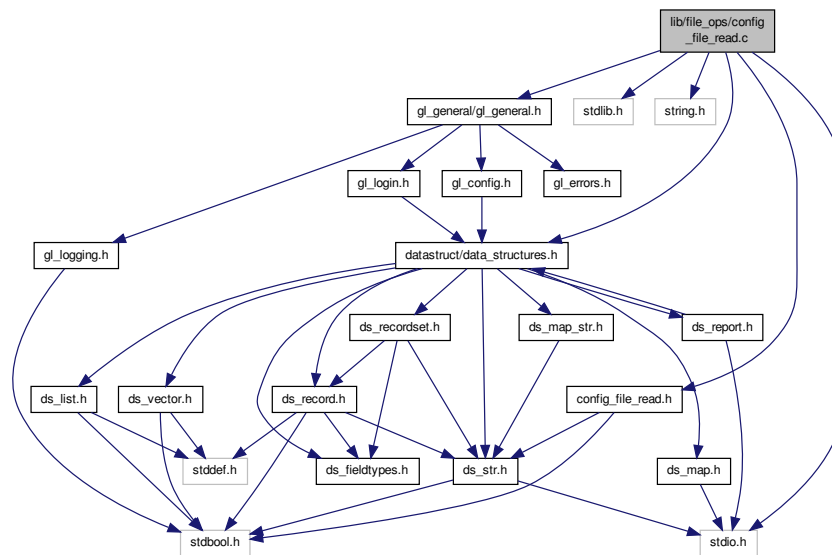 lib/file_ops/config
_file_read.c
gl_general/gl_general.h
stdlib.h
string.h
gl_login.h
gl_config.h
gl_errors.h
gl_logging.h
datastruct/data_structures.h
ds_recordset.h
ds_map_str.h
ds_report.h
ds_list.h
ds_vector.h
ds_record.h
config_file_read.h
stddef.h
ds_fieldtypes.h
ds_str.h
ds_map.h
stdbool.h
stdio.h